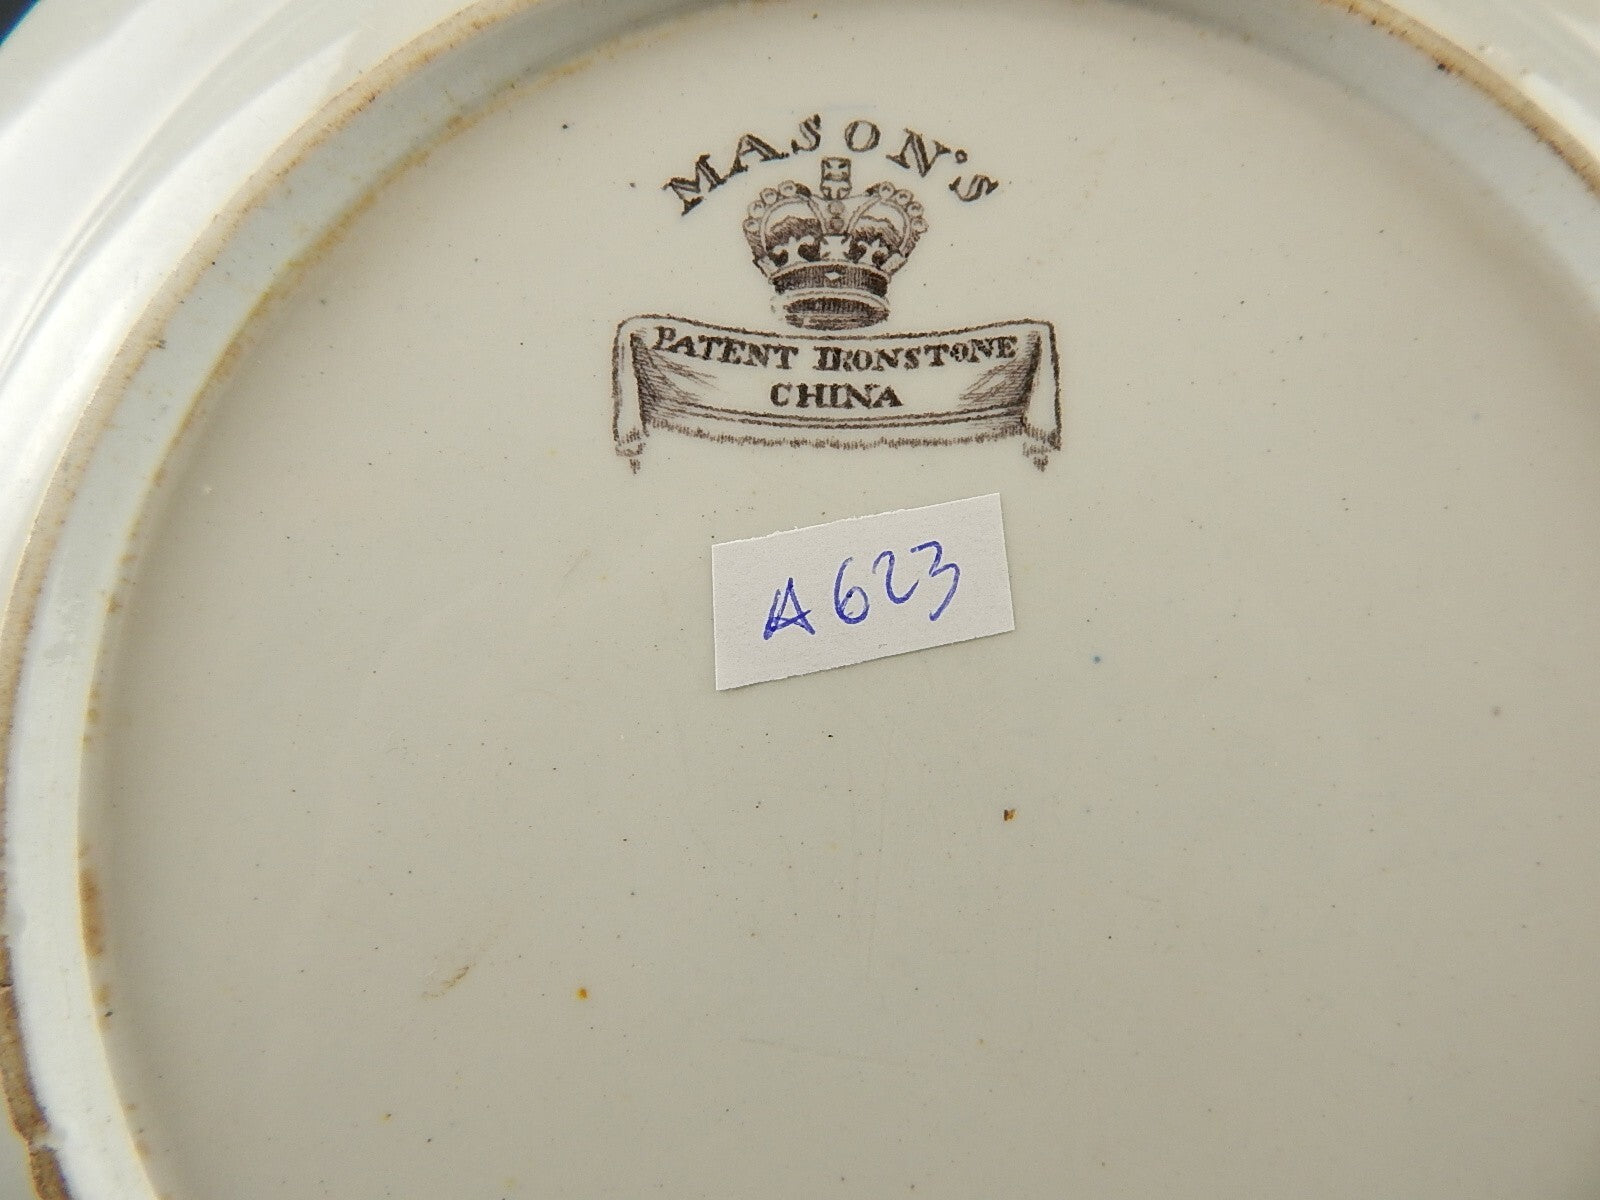 MASON'S
PATENT IRONSTONE
CHINA
A623